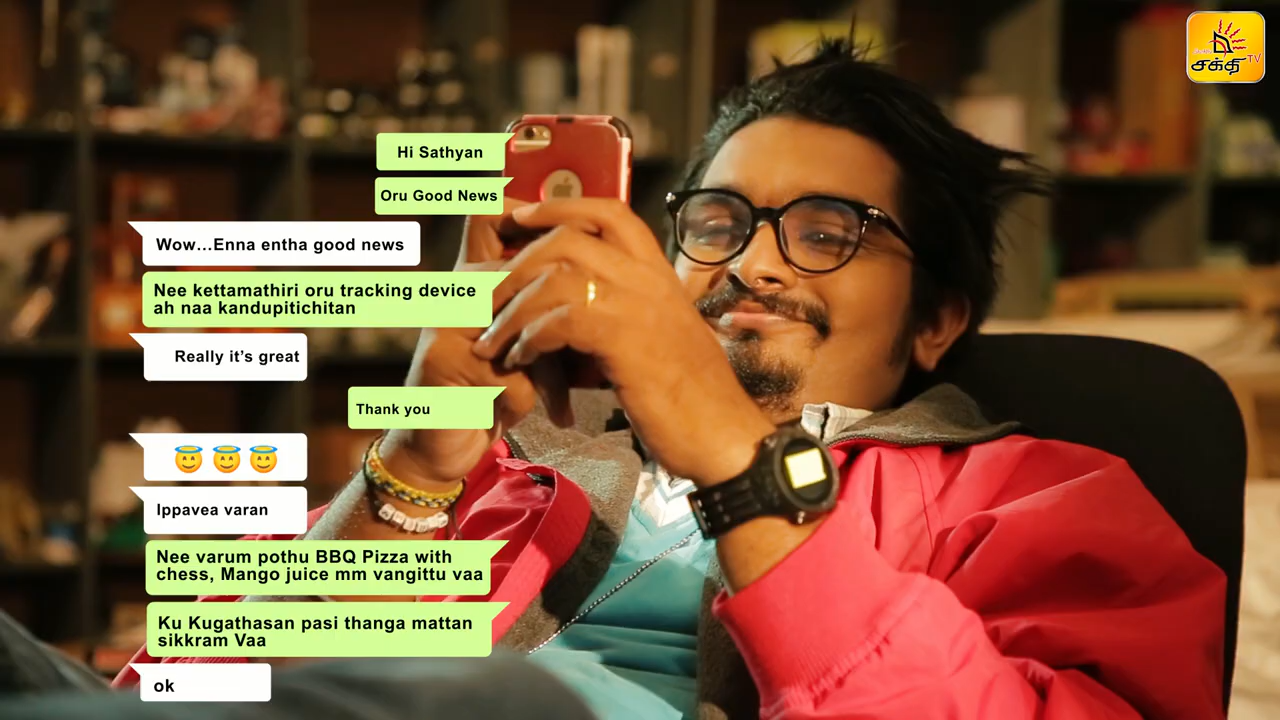 சக்தி TV
Hi Sathyan
Oru Good News
Wow...Enna entha good news
Nee kettamathiri oru tracking device
ah naa kandupitichitan
Really it’s great
Thank you
Ippavea varan
Nee varum pothu BBQ Pizza with
chess, Mango juice mm vangittu vaa
Ku Kugathasan pasi thanga mattan
sikkram Vaa
ok